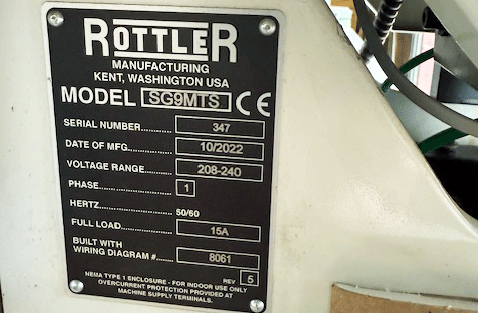 ROTTLER
MANUFACTURING
KENT, WASHINGTON USA
MODEL SG9MTS CE
SERIAL NUMBER........ 347
DATE OF MFG........... 10/2022
VOLTAGE RANGE....... 208-240
PHASE................... 1
HERTZ................... 50/60
FULL LOAD............. 15A
BUILT WITH
WIRING DIAGRAM #...... 8061
NEMA TYPE 1 ENCLOSURE - FOR INDOOR USE ONLY
OVERCURRENT PROTECTION PROVIDED AT
MACHINE SUPPLY TERMINALS.
REV 5